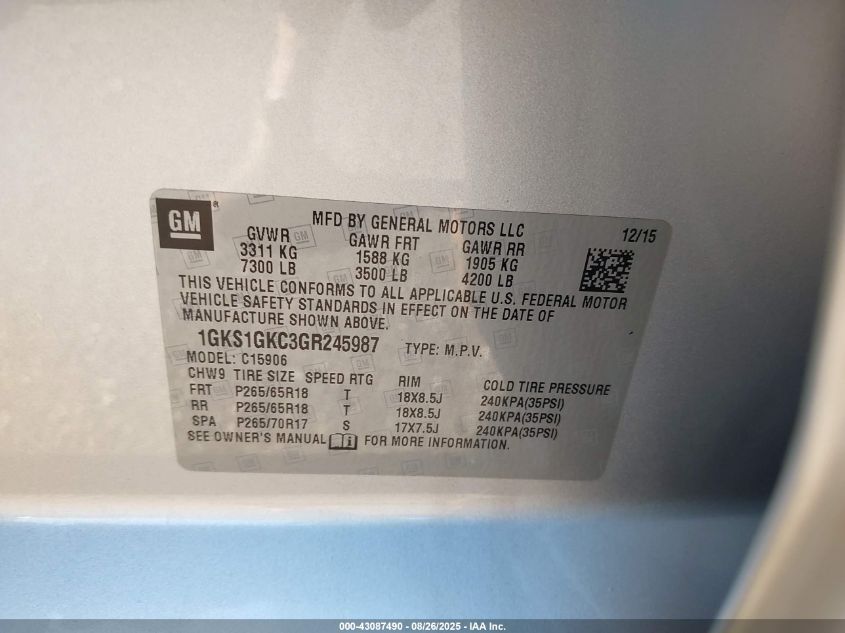 GM
MFD BY GENERAL MOTORS LLC
12/15
GVWR GAWR FRT GAWR RR
3311 KG 1588 KG 1905 KG
7300 LB 3500 LB 4200 LB
THIS VEHICLE CONFORMS TO ALL APPLICABLE U.S. FEDERAL MOTOR
VEHICLE SAFETY STANDARDS IN EFFECT ON THE DATE OF
MANUFACTURE SHOWN ABOVE.
1GKS1GKC3GR245987 TYPE: M.P.V.
MODEL: C15906
CHW9 TIRE SIZE SPEED RTG RIM COLD TIRE PRESSURE
FRT P265/65R18 T 18X8.5J 240KPA(35PSI)
RR P265/65R18 T 18X8.5J 240KPA(35PSI)
SPA P265/70R17 S 17X7.5J 240KPA(35PSI)
SEE OWNER'S MANUAL FOR MORE INFORMATION.
000-43087490 - 08/26/2025 - IAA Inc.